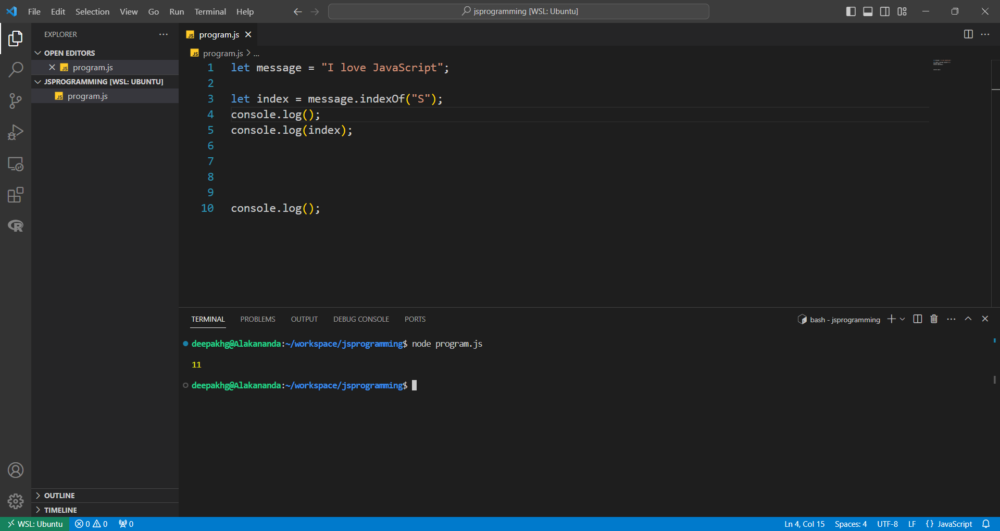 File Edit Selection View Go Run Terminal Help
jsprogramming [WSL: Ubuntu]
EXPLORER
OPEN EDITORS
JS program.js
JSPROGRAMMING [WSL: UBUNTU]
JS program.js
OUTLINE
TIMELINE
JS program.js
JS program.js > ...
1 let message = "I love JavaScript";
2
3 let index = message.indexOf("S");
4 console.log();
5 console.log(index);
6
7
8
9
10 console.log();
TERMINAL PROBLEMS OUTPUT DEBUG CONSOLE PORTS
bash - jsprogramming
deepakhg@Alakananda:~/workspace/jsprogramming$ node program.js
11
deepakhg@Alakananda:~/workspace/jsprogramming$
WSL: Ubuntu 0 0 0 Ln 4, Col 15 Spaces: 4 UTF-8 LF {} JavaScript